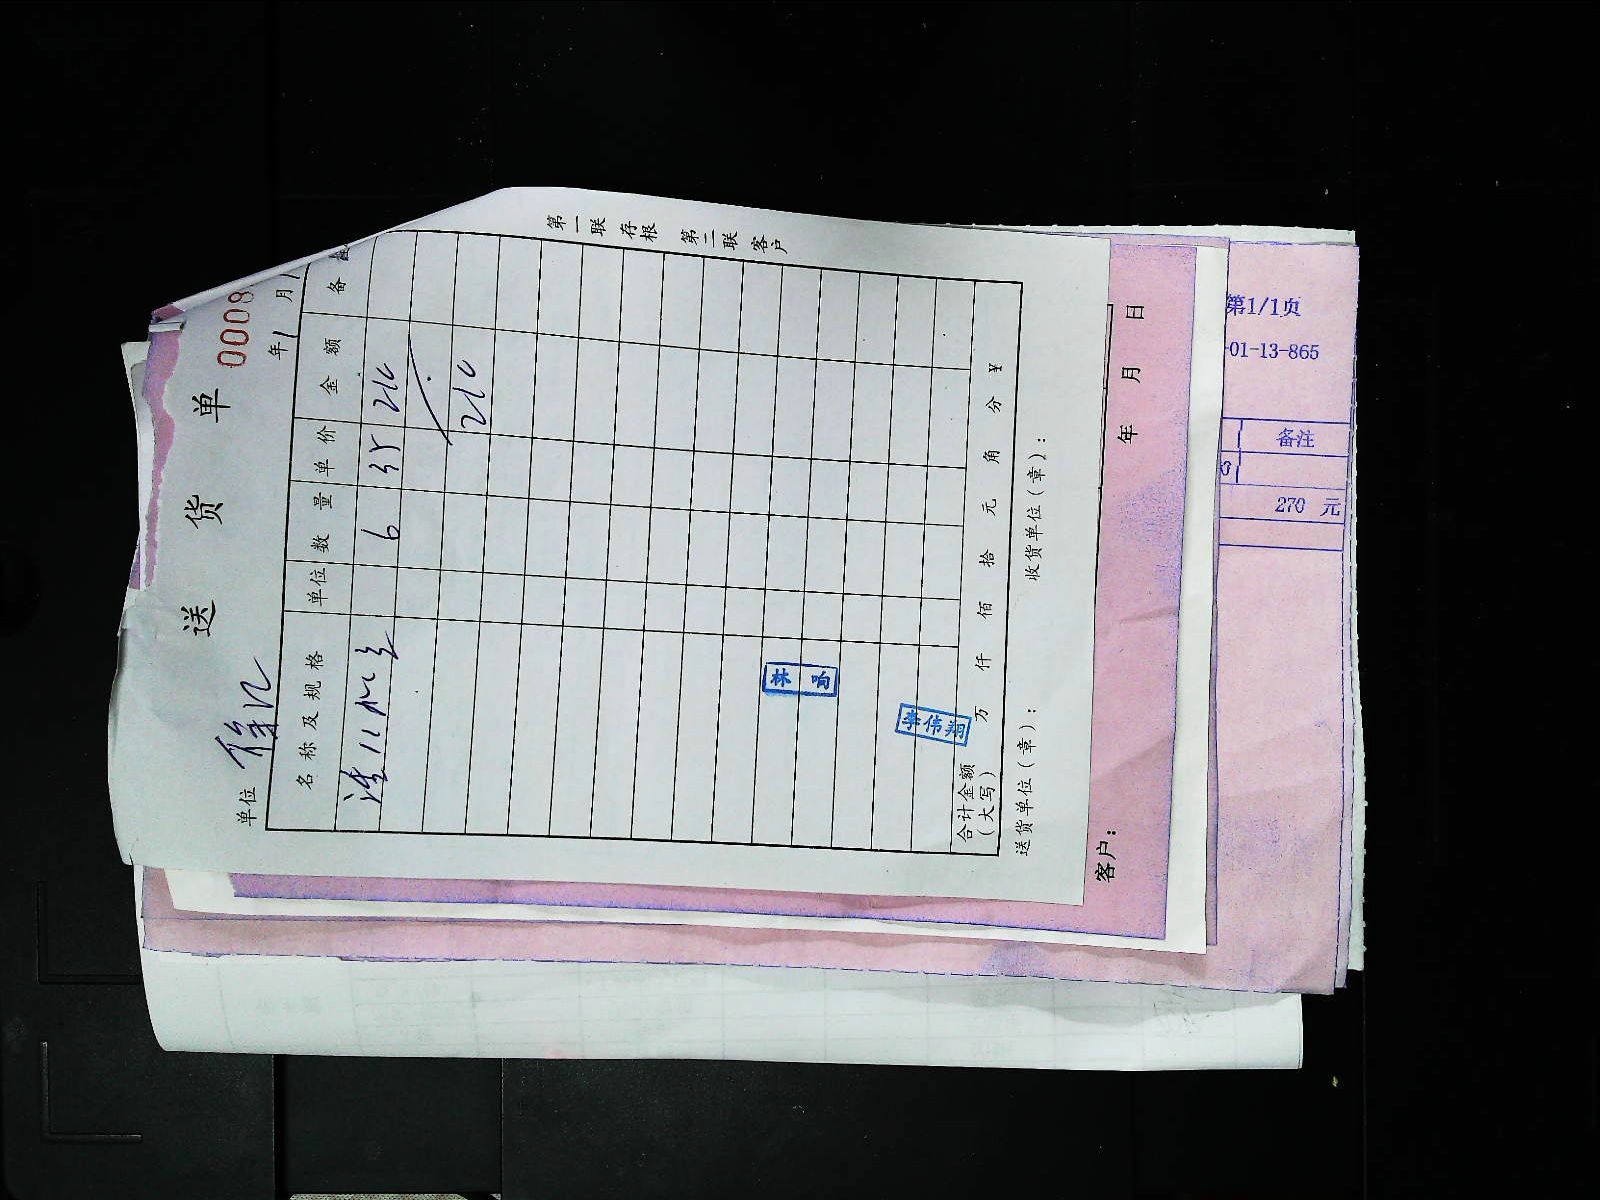 送 货 单
0008
单位
年1月1
名称及规格 单位 数量 单价 金额 备
6 35 210
210
林 喻
李伟翔
合计金额（大写） 万 仟 佰 拾 元 角 分 ¥
送货单位（章）： 收货单位（章）：
第一联 存根 第二联 客户
客户： 年 月 日
第1/1页
-01-13-865
备注
270 元